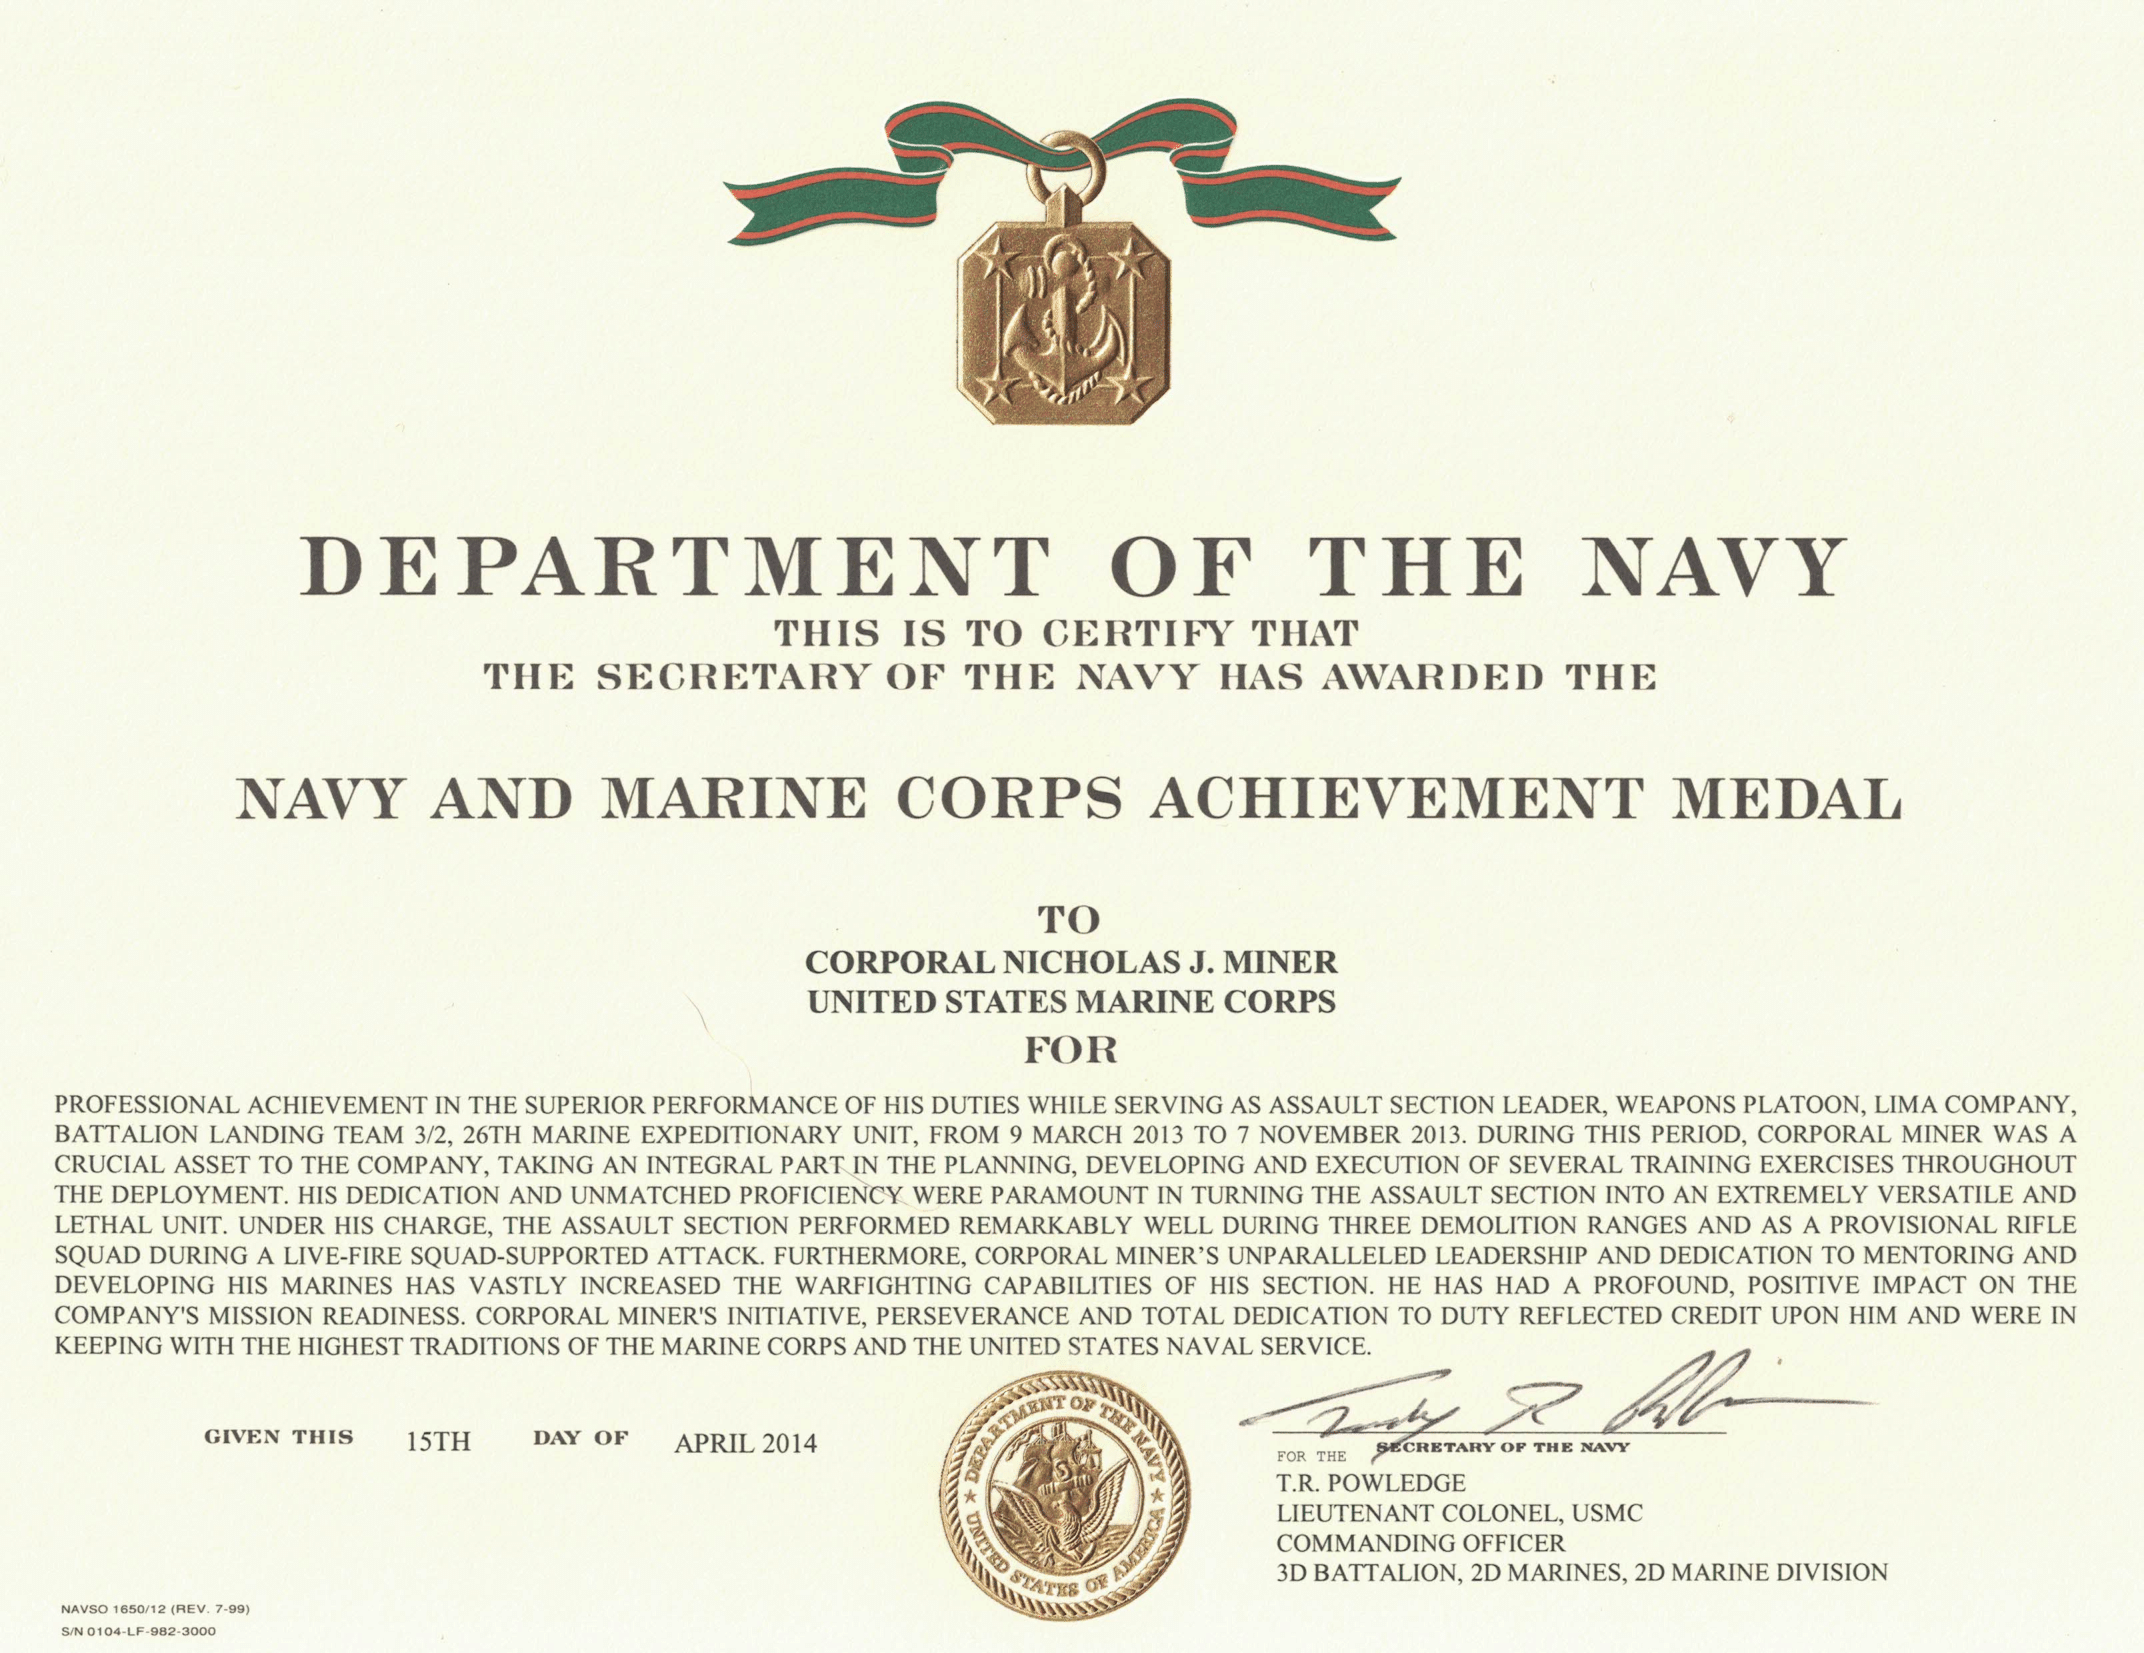 DEPARTMENT OF THE NAVY
THIS IS TO CERTIFY THAT
THE SECRETARY OF THE NAVY HAS AWARDED THE
NAVY AND MARINE CORPS ACHIEVEMENT MEDAL
TO
CORPORAL NICHOLAS J. MINER
UNITED STATES MARINE CORPS
FOR
PROFESSIONAL ACHIEVEMENT IN THE SUPERIOR PERFORMANCE OF HIS DUTIES WHILE SERVING AS ASSAULT SECTION LEADER, WEAPONS PLATOON, LIMA COMPANY,
BATTALION LANDING TEAM 3/2, 26TH MARINE EXPEDITIONARY UNIT, FROM 9 MARCH 2013 TO 7 NOVEMBER 2013. DURING THIS PERIOD, CORPORAL MINER WAS A
CRUCIAL ASSET TO THE COMPANY, TAKING AN INTEGRAL PART IN THE PLANNING, DEVELOPING AND EXECUTION OF SEVERAL TRAINING EXERCISES THROUGHOUT
THE DEPLOYMENT. HIS DEDICATION AND UNMATCHED PROFICIENCY WERE PARAMOUNT IN TURNING THE ASSAULT SECTION INTO AN EXTREMELY VERSATILE AND
LETHAL UNIT. UNDER HIS CHARGE, THE ASSAULT SECTION PERFORMED REMARKABLY WELL DURING THREE DEMOLITION RANGES AND AS A PROVISIONAL RIFLE
SQUAD DURING A LIVE-FIRE SQUAD-SUPPORTED ATTACK. FURTHERMORE, CORPORAL MINER’S UNPARALLELED LEADERSHIP AND DEDICATION TO MENTORING AND
DEVELOPING HIS MARINES HAS VASTLY INCREASED THE WARFIGHTING CAPABILITIES OF HIS SECTION. HE HAS HAD A PROFOUND, POSITIVE IMPACT ON THE
COMPANY'S MISSION READINESS. CORPORAL MINER'S INITIATIVE, PERSEVERANCE AND TOTAL DEDICATION TO DUTY REFLECTED CREDIT UPON HIM AND WERE IN
KEEPING WITH THE HIGHEST TRADITIONS OF THE MARINE CORPS AND THE UNITED STATES NAVAL SERVICE.
GIVEN THIS 15TH DAY OF APRIL 2014
DEPARTMENT OF THE NAVY
UNITED STATES OF AMERICA
FOR THE SECRETARY OF THE NAVY
T.R. POWLEDGE
LIEUTENANT COLONEL, USMC
COMMANDING OFFICER
3D BATTALION, 2D MARINES, 2D MARINE DIVISION
NAVSO 1650/12 (REV. 7-99)
S/N 0104-LF-982-3000